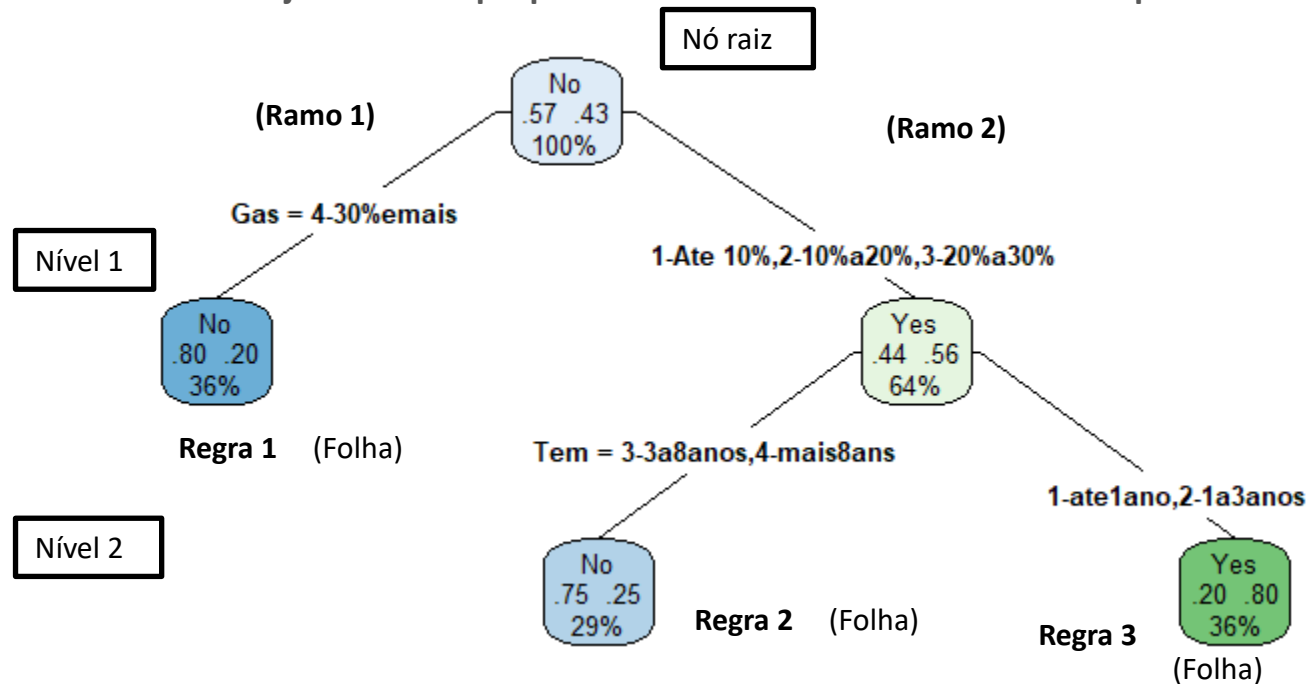 Nó raiz
No
.57 .43
100%
(Ramo 1)
(Ramo 2)
Gas = 4-30%emais
1-Ate 10%,2-10%a20%,3-20%a30%
Nível 1
No
.80 .20
36%
Yes
.44 .56
64%
Regra 1 (Folha)
Tem = 3-3a8anos,4-mais8ans
1-ate1ano,2-1a3anos
Nível 2
No
.75 .25
29%
Regra 2 (Folha)
Yes
.20 .80
36%
Regra 3
(Folha)